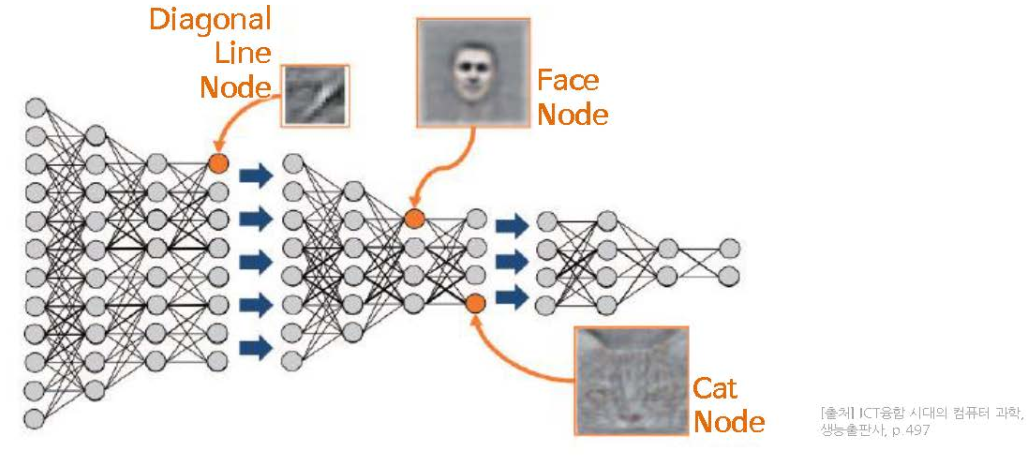 Diagonal
Line
Node
Face
Node
Cat
Node
[출처] ICT융합 시대의 컴퓨터 과학,
생능출판사, p.497